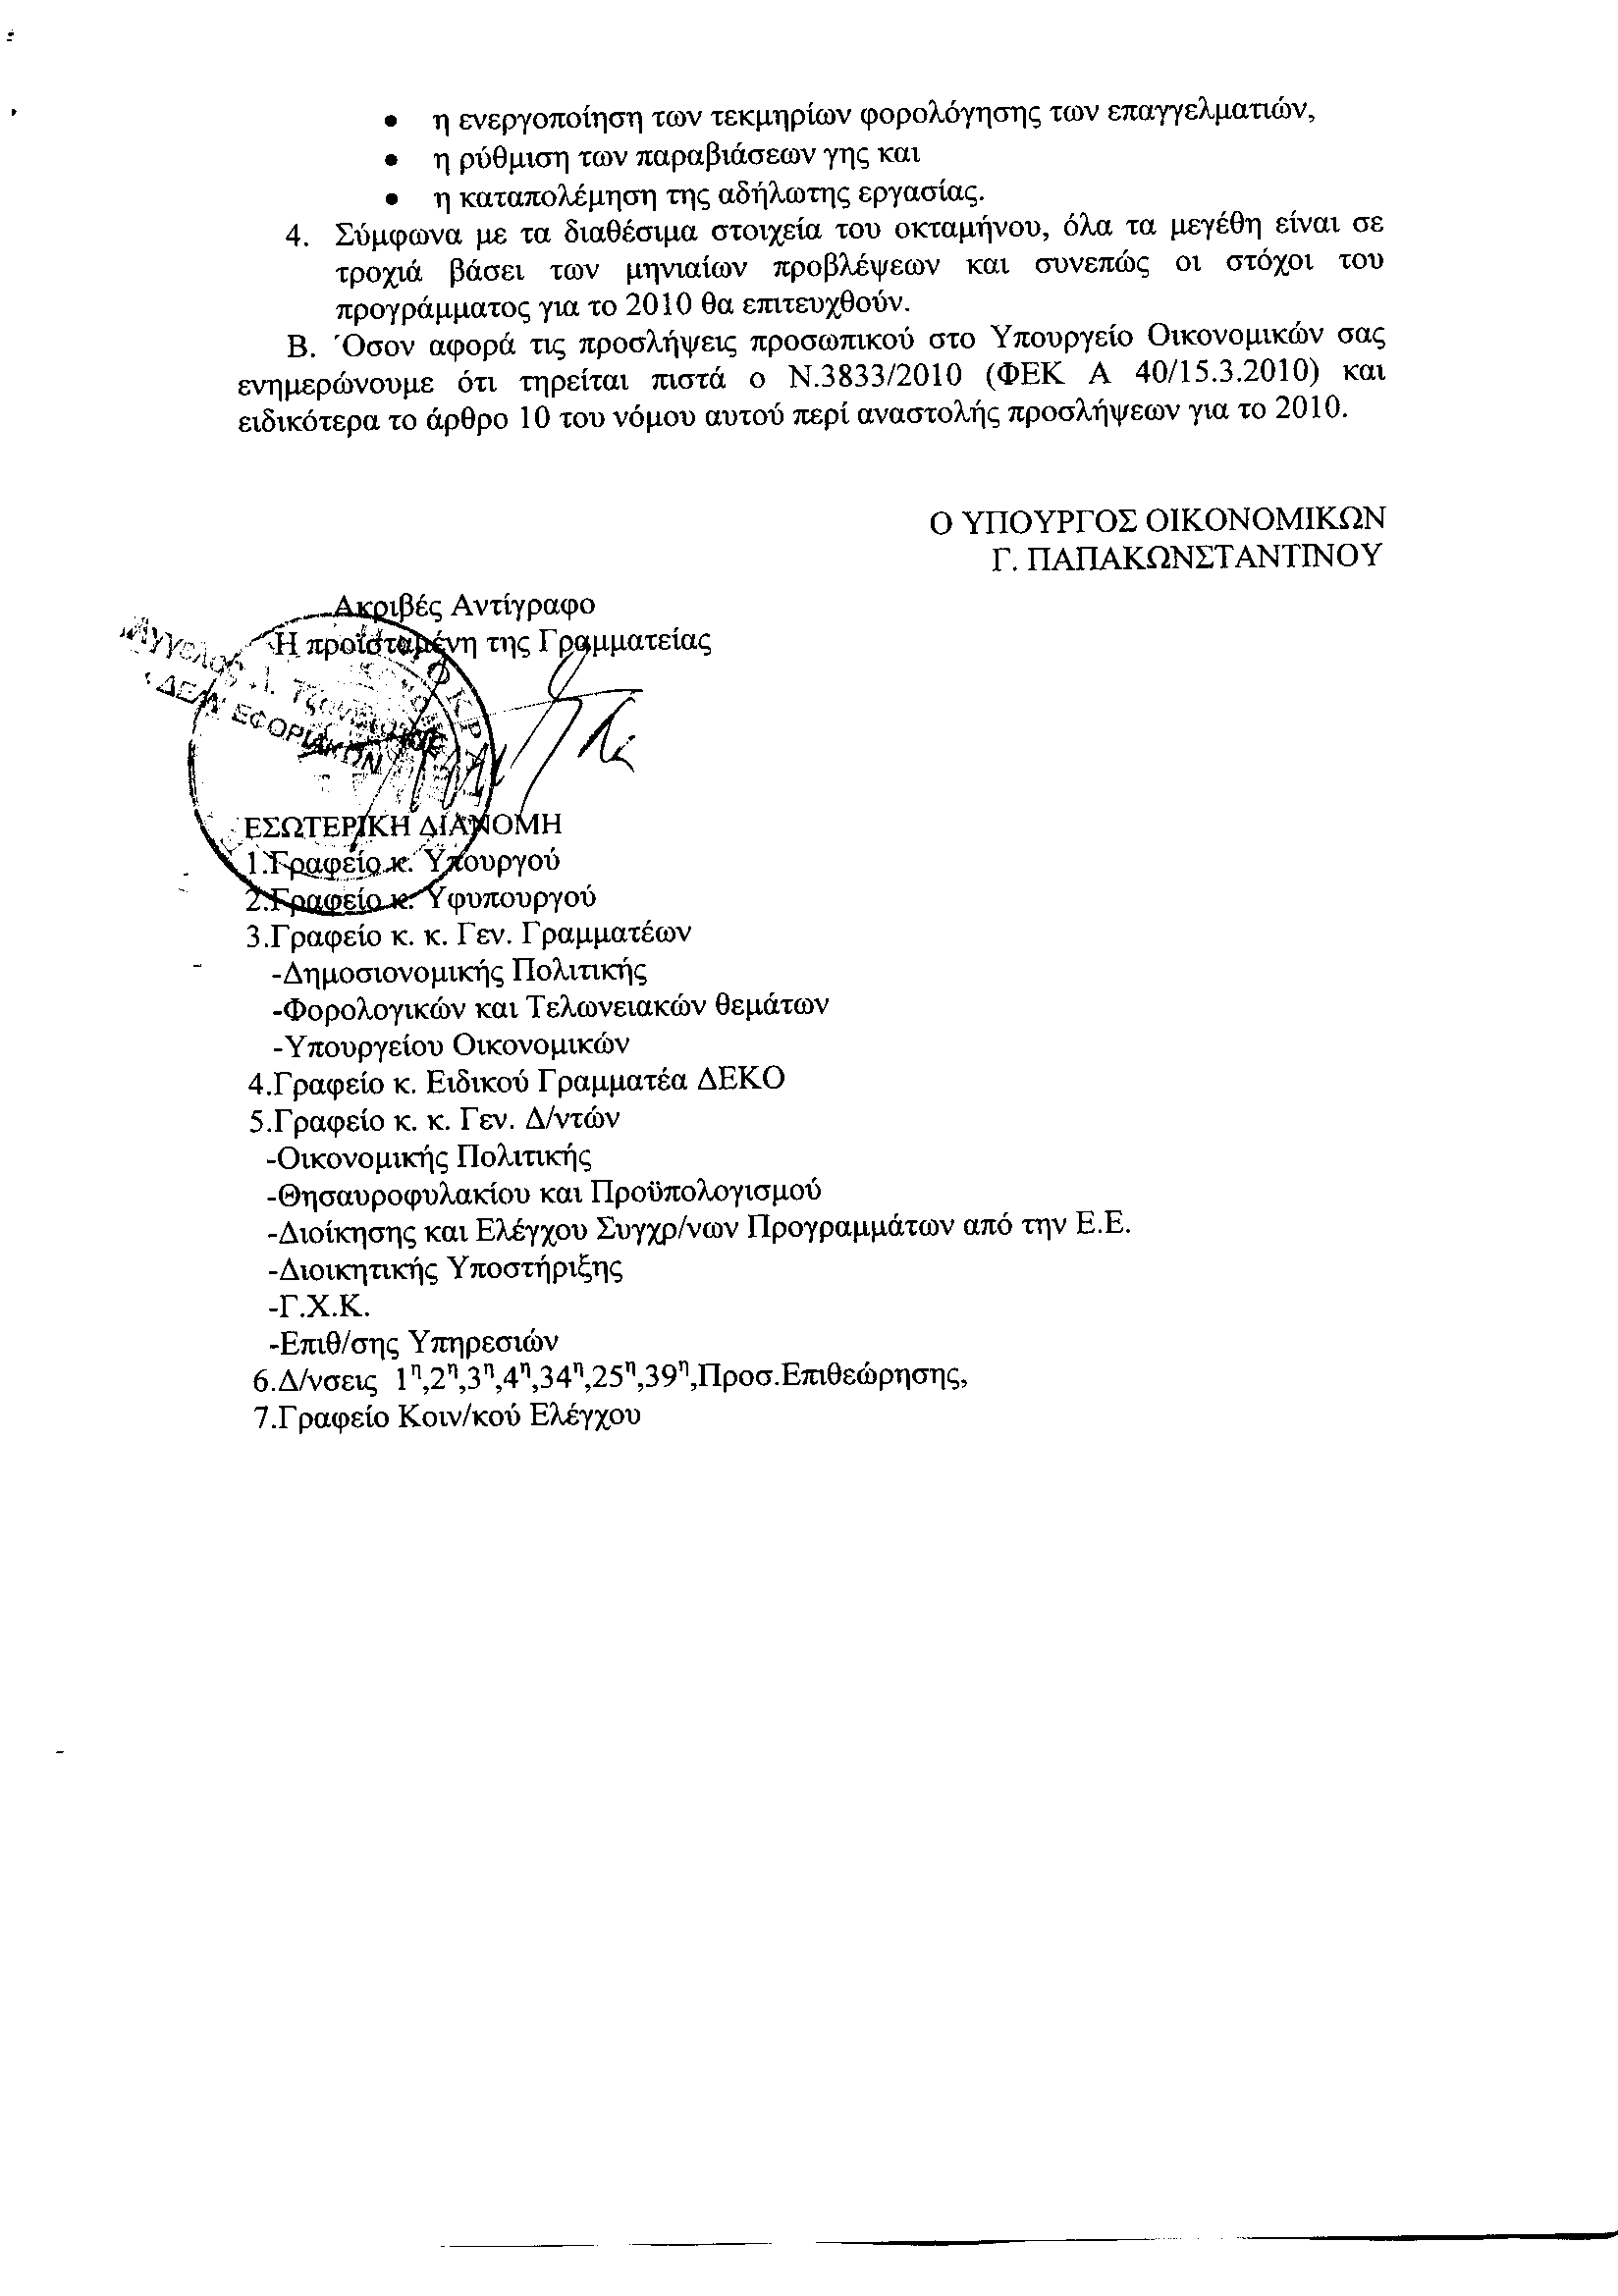 • η ενεργοποίηση των τεκμηρίων φορολόγησης των επαγγελματιών,
• η ρύθμιση των παραβιάσεων γης και
• η καταπολέμηση της αδήλωτης εργασίας.
4. Σύμφωνα με τα διαθέσιμα στοιχεία του οκταμήνου, όλα τα μεγέθη είναι σε
τροχιά βάσει των μηνιαίων προβλέψεων και συνεπώς οι στόχοι του
προγράμματος για το 2010 θα επιτευχθούν.
Β. Όσον αφορά τις προσλήψεις προσωπικού στο Υπουργείο Οικονομικών σας
ενημερώνουμε ότι τηρείται πιστά ο Ν.3833/2010 (ΦΕΚ Α 40/15.3.2010) και
ειδικότερα το άρθρο 10 του νόμου αυτού περί αναστολής προσλήψεων για το 2010.
Ο ΥΠΟΥΡΓΟΣ ΟΙΚΟΝΟΜΙΚΩΝ
Γ. ΠΑΠΑΚΩΝΣΤΑΝΤΙΝΟΥ
Ακριβές Αντίγραφο
Η προϊσταμένη της Γραμματείας
ΕΣΩΤΕΡΙΚΗ ΔΙΑΝΟΜΗ
1.Γραφείο κ. Υπουργού
2.Γραφείο κ. Υφυπουργού
3.Γραφείο κ. κ. Γεν. Γραμματέων
-Δημοσιονομικής Πολιτικής
-Φορολογικών και Τελωνειακών θεμάτων
-Υπουργείου Οικονομικών
4.Γραφείο κ. Ειδικού Γραμματέα ΔΕΚΟ
5.Γραφείο κ. κ. Γεν. Δ/ντών
-Οικονομικής Πολιτικής
-Θησαυροφυλακίου και Προϋπολογισμού
-Διοίκησης και Ελέγχου Συγχρ/νων Προγραμμάτων από την Ε.Ε.
-Διοικητικής Υποστήριξης
-Γ.Χ.Κ.
-Επιθ/σης Υπηρεσιών
6.Δ/νσεις 1η,2η,3η,4η,34η,25η,39η,Προσ.Επιθεώρησης,
7.Γραφείο Κοιν/κού Ελέγχου